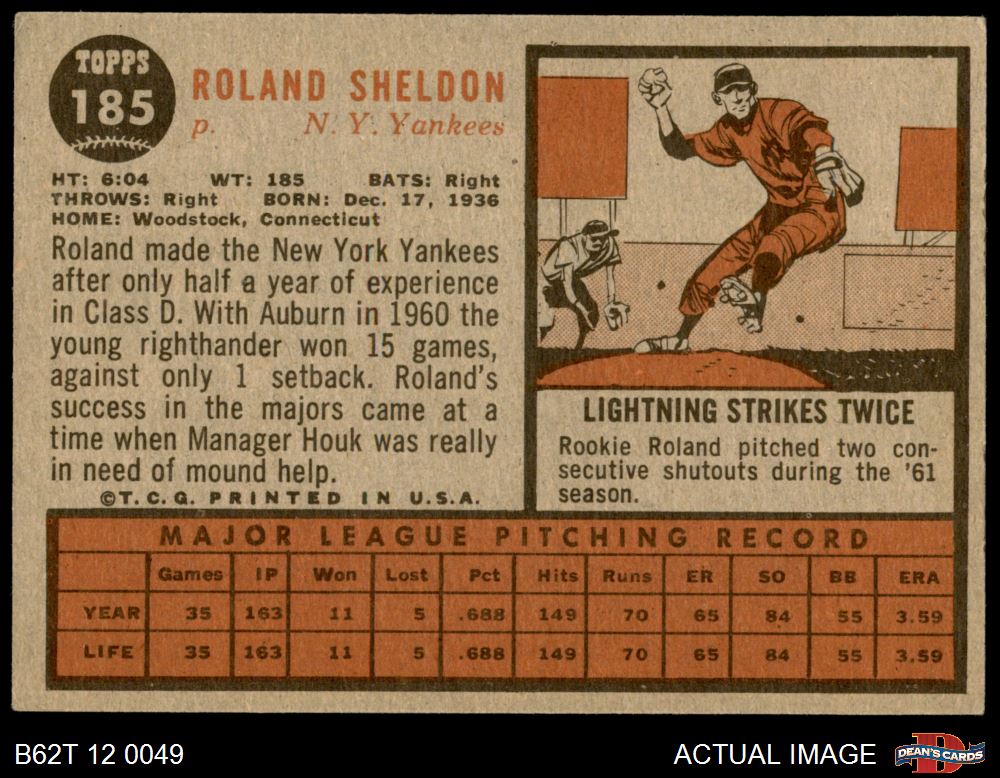 TOPPS
185
ROLAND SHELDON
p. N. Y. Yankees
HT: 6:04 WT: 185 BATS: Right
THROWS: Right BORN: Dec. 17, 1936
HOME: Woodstock, Connecticut
Roland made the New York Yankees
after only half a year of experience
in Class D. With Auburn in 1960 the
young righthander won 15 games,
against only 1 setback. Roland's
success in the majors came at a
time when Manager Houk was really
in need of mound help.
©T.C.G. PRINTED IN U.S.A.
LIGHTNING STRIKES TWICE
Rookie Roland pitched two con-
secutive shutouts during the '61
season.
MAJOR LEAGUE PITCHING RECORD
Games IP Won Lost Pct Hits Runs ER SO BB ERA
YEAR 35 163 11 5 .688 149 70 65 84 55 3.59
LIFE 35 163 11 5 .688 149 70 65 84 55 3.59
B62T 12 0049 ACTUAL IMAGE DEAN'S CARDS